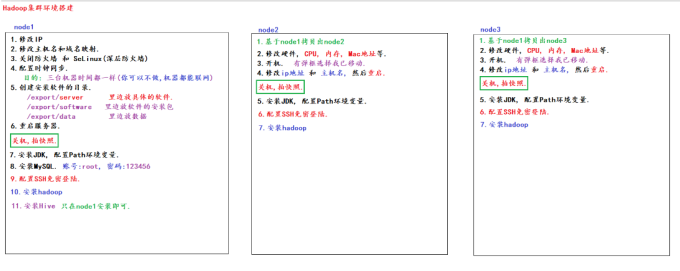 Hadoop集群环境搭建
node1
1.修改IP
2.修改主机名和域名映射.
3.关闭防火墙 和 SeLinux(深层防火墙)
4.配置时钟同步.
目的: 三台机器时间都一样(你可以不做,机器都能联网)
5.创建安装软件的目录.
/export/server 里边放具体的软件.
/export/software 里边放软件的安装包
/export/data 里边放数据
6.重启服务器.
关机,拍快照.
7.安装JDK, 配置Path环境变量.
8.安装MySQL. 账号:root, 密码:123456
9.配置SSH免密登陆.
10.安装hadoop
11.安装Hive 只在node1安装即可.
node2
1.基于node1拷贝出node2
2.修改硬件, CPU, 内存, Mac地址等.
3.开机. 有弹框选择我已移动.
4.修改ip地址 和 主机名, 然后重启.
关机,拍快照.
5.安装JDK, 配置Path环境变量.
6.配置SSH免密登陆.
7.安装hadoop
node3
1.基于node1拷贝出node3
2.修改硬件, CPU, 内存, Mac地址等.
3.开机. 有弹框选择我已移动.
4.修改ip地址 和 主机名, 然后重启.
关机,拍快照.
5.安装JDK, 配置Path环境变量.
6.配置SSH免密登陆.
7.安装hadoop